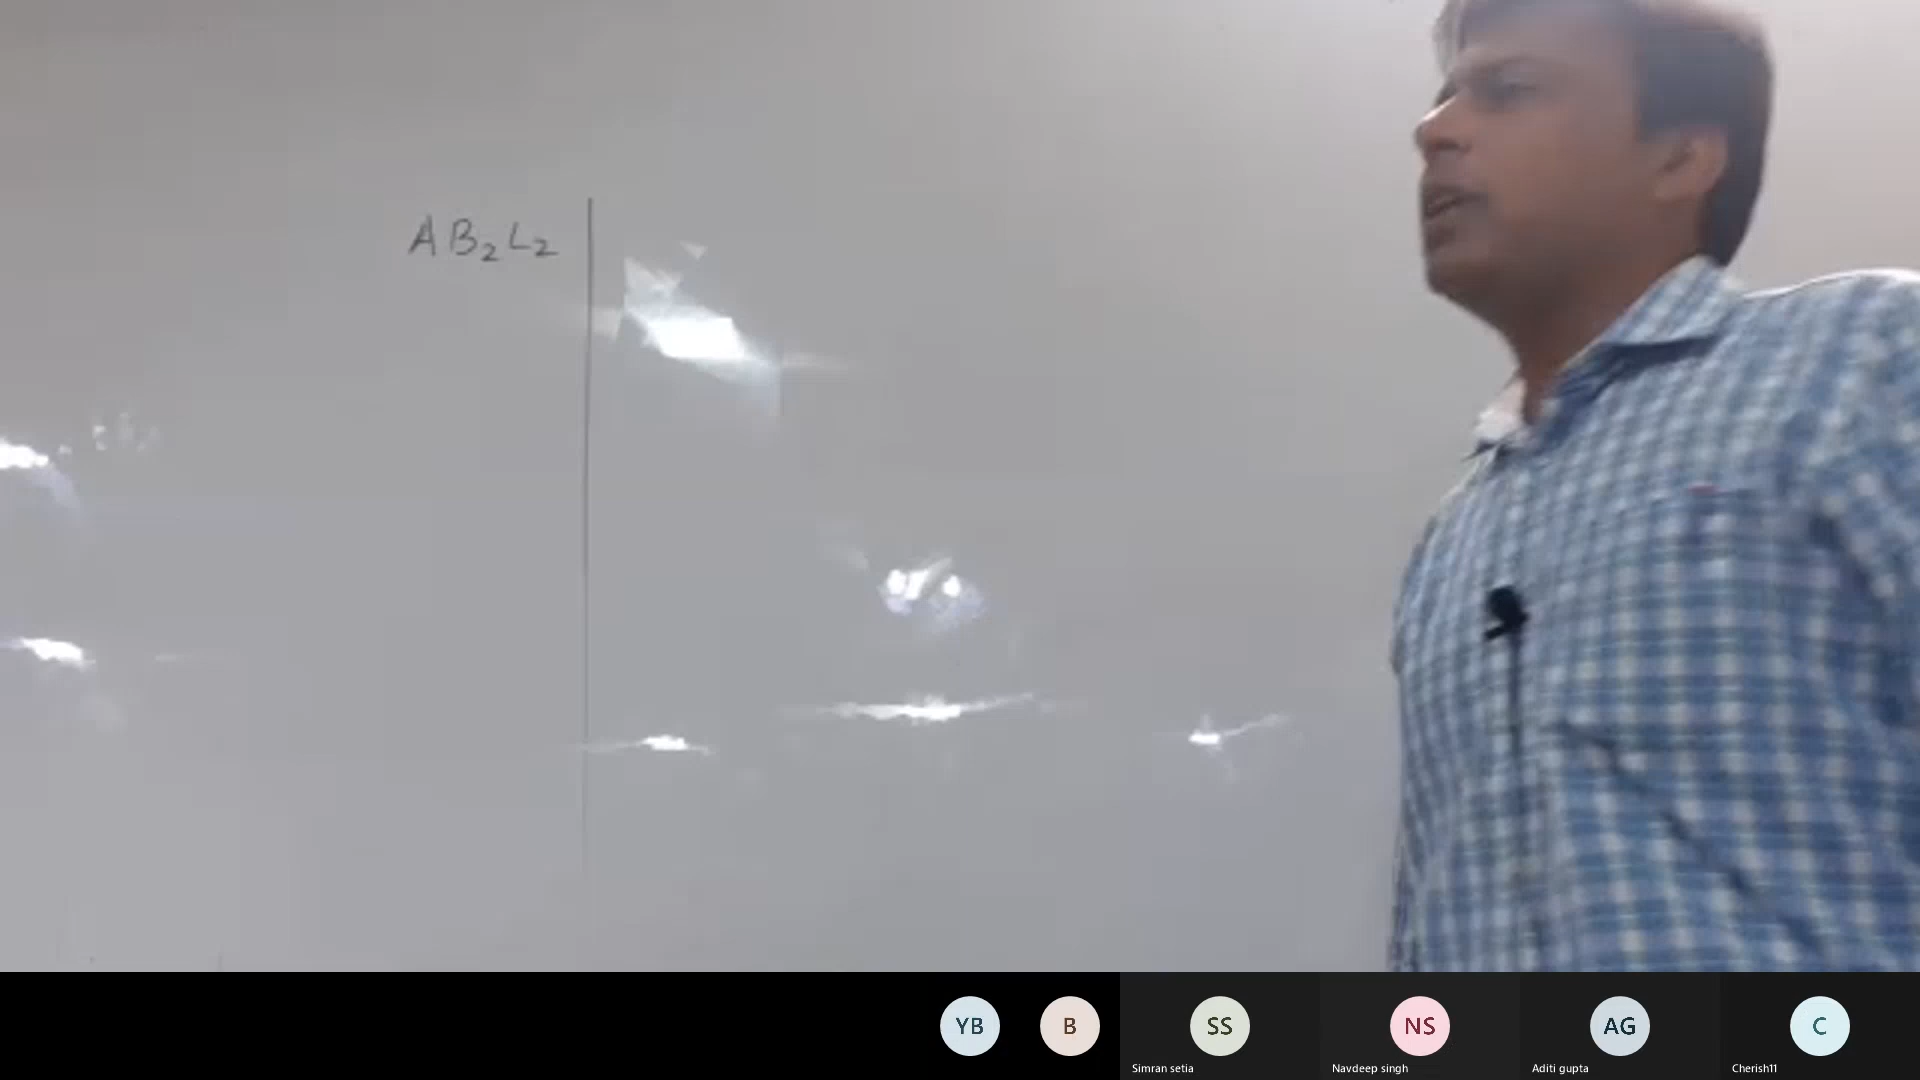 AB₂L₂
YB B SS NS AG C
Simran setia Navdeep singh Aditi gupta Cherish11